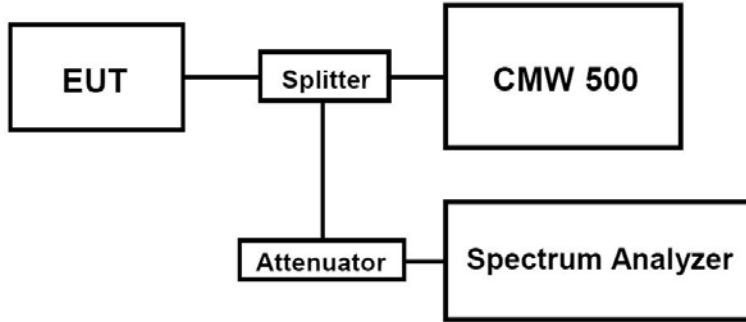 EUT
Splitter
CMW 500
Attenuator
Spectrum Analyzer